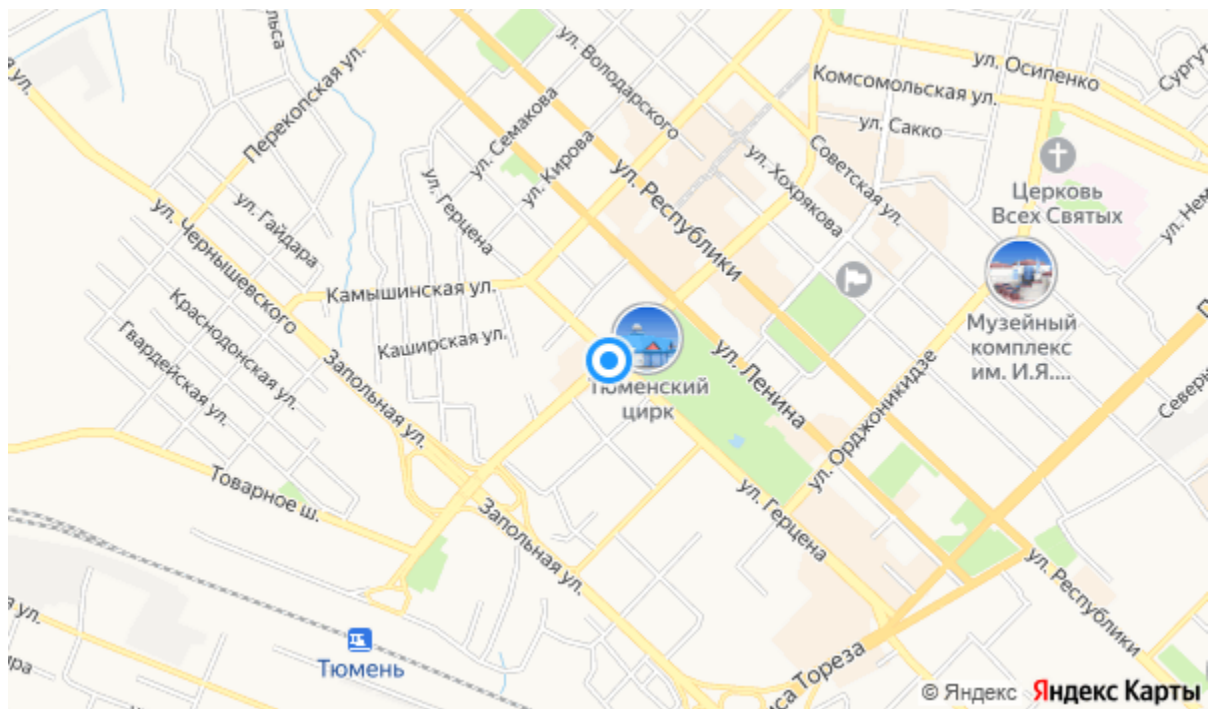 ул. Володарского
ул. Осипенко
Комсомольская ул.
ул. Сакко
Перекопская ул.
ул. Семакова
ул. Кирова
ул. Хохрякова
Советская ул.
Церковь
Всех Святых
ул. Герцена
ул. Республики
ул. Гайдара
ул. Чернышевского
Камышинская ул.
Каширская ул.
Краснодонская ул.
Гвардейская ул.
Запольная ул.
Тюменский
цирк
ул. Ленина
Музейный
комплекс
им. И.Я....
ул. Орджоникидзе
Товарное ш.
Запольная ул.
ул. Герцена
ул. Республики
Тюмень
са Тореза
© Яндекс Яндекс Карты